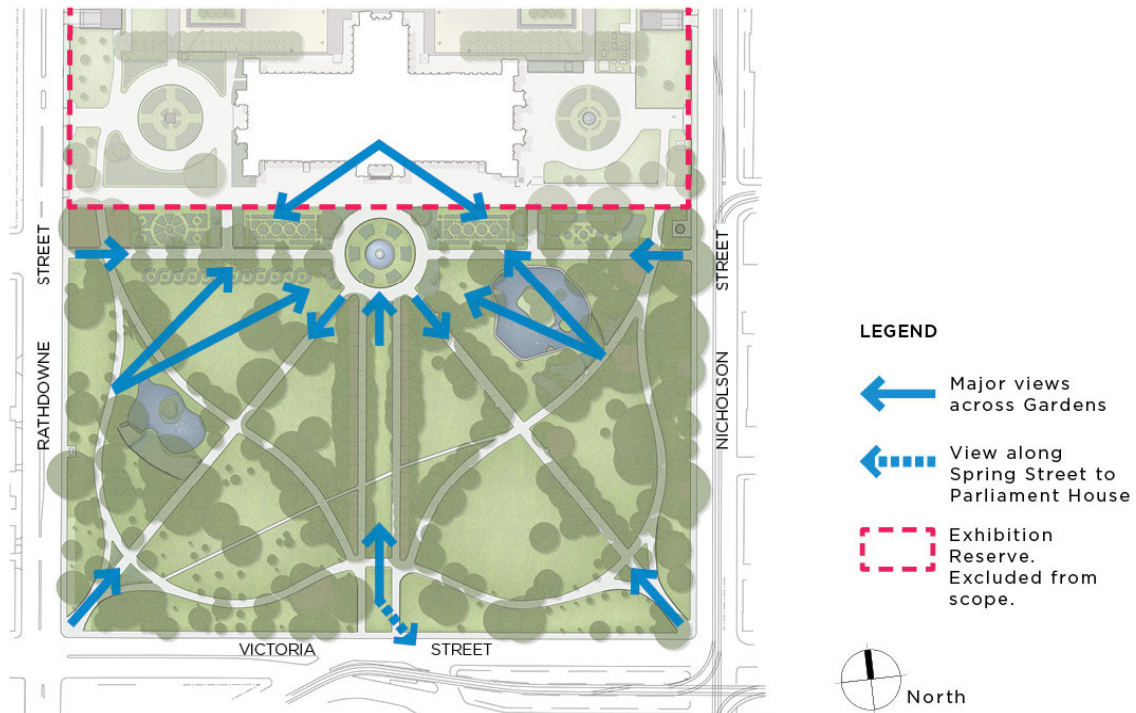 STREET
RATHDOWNE
STREET
NICHOLSON
VICTORIA STREET
LEGEND
Major views
across Gardens
View along
Spring Street to
Parliament House
Exhibition
Reserve.
Excluded from
scope.
North